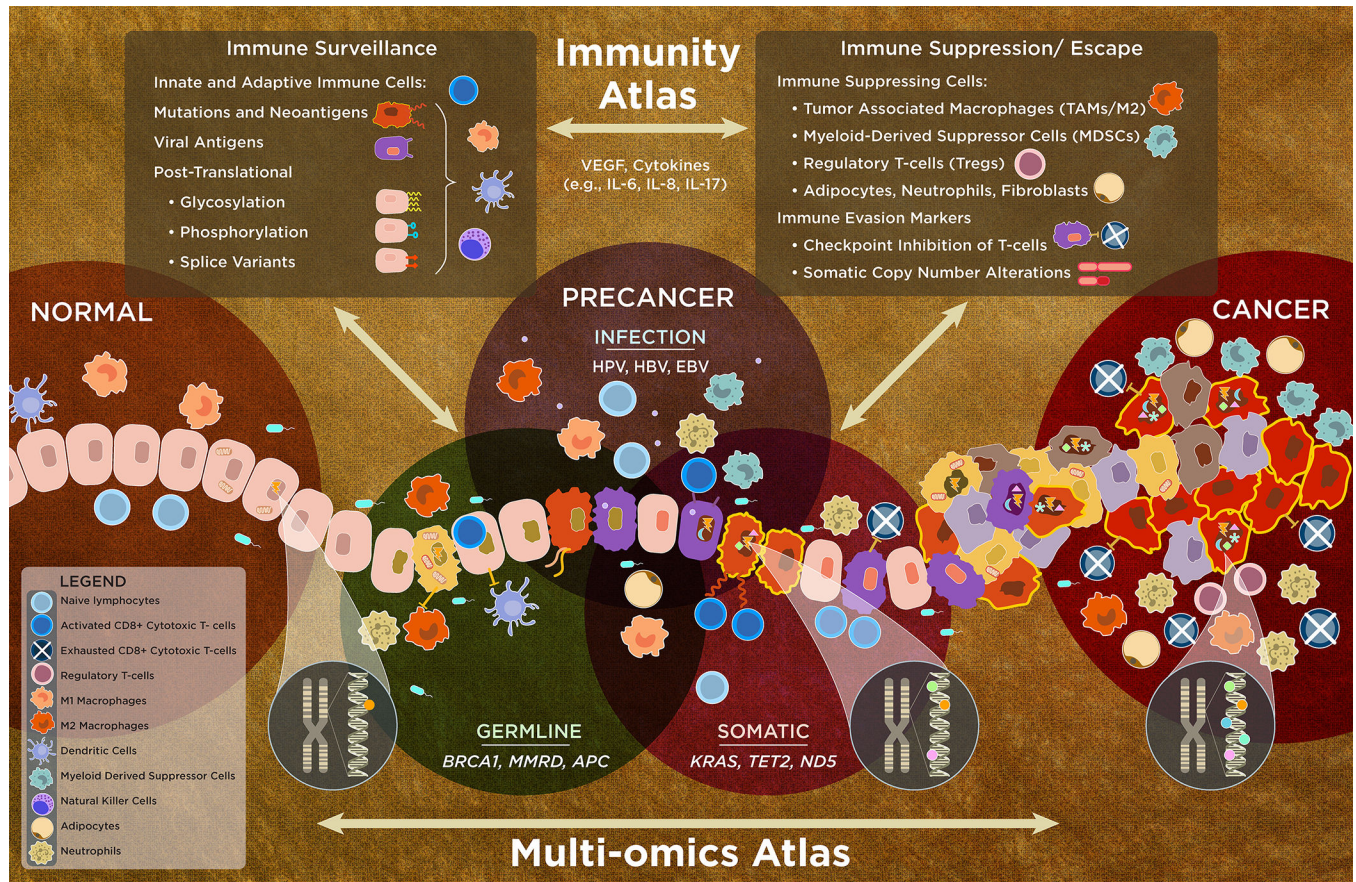 Immunity
Atlas
VEGF, Cytokines
(e.g., IL-6, IL-8, IL-17)
Immune Surveillance
Innate and Adaptive Immune Cells:
Mutations and Neoantigens
Viral Antigens
Post-Translational
• Glycosylation
• Phosphorylation
• Splice Variants
Immune Suppression/ Escape
Immune Suppressing Cells:
• Tumor Associated Macrophages (TAMs/M2)
• Myeloid-Derived Suppressor Cells (MDSCs)
• Regulatory T-cells (Tregs)
• Adipocytes, Neutrophils, Fibroblasts
Immune Evasion Markers
• Checkpoint Inhibition of T-cells
• Somatic Copy Number Alterations
NORMAL
PRECANCER
INFECTION
HPV, HBV, EBV
CANCER
GERMLINE
BRCA1, MMRD, APC
SOMATIC
KRAS, TET2, ND5
LEGEND
Naive lymphocytes
Activated CD8+ Cytotoxic T- cells
Exhausted CD8+ Cytotoxic T-cells
Regulatory T-cells
M1 Macrophages
M2 Macrophages
Dendritic Cells
Myeloid Derived Suppressor Cells
Natural Killer Cells
Adipocytes
Neutrophils
Multi-omics Atlas